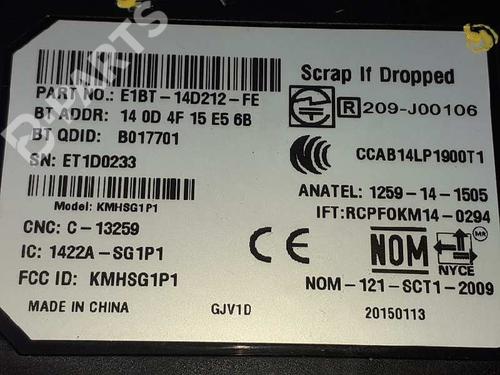 PARTS
PART NO.: E1BT-14D212-FE
BT ADDR: 14 0D 4F 15 E5 6B
BT QDID: B017701
SN: ET1D0233
Model: KMHSG1P1
CNC: C-13259
IC: 1422A-SG1P1
FCC ID: KMHSG1P1
MADE IN CHINA
GJV1D
Scrap If Dropped
R 209-J00106
CCAB14LP1900T1
ANATEL: 1259-14-1505
IFT:RCPFOKM14-0294
CE NOM NYCE MR
NOM-121-SCT1-2009
20150113